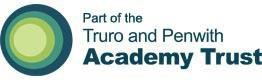 Part of the
Truro and Penwith
Academy Trust